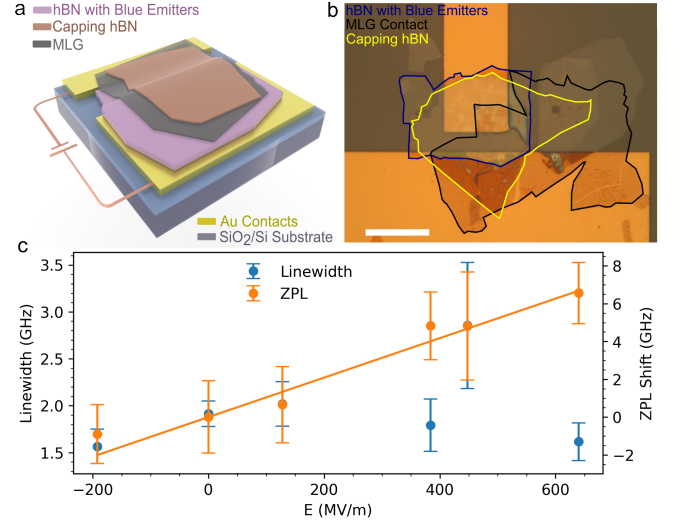 a
hBN with Blue Emitters
Capping hBN
MLG
Au Contacts
SiO2/Si Substrate
b
hBN with Blue Emitters
MLG Contact
Capping hBN
c
Linewidth (GHz)
3.5
3.0
2.5
2.0
1.5
Linewidth
ZPL
8
6
4
2
0
−2
ZPL Shift (GHz)
−200
0
200
400
600
E (MV/m)